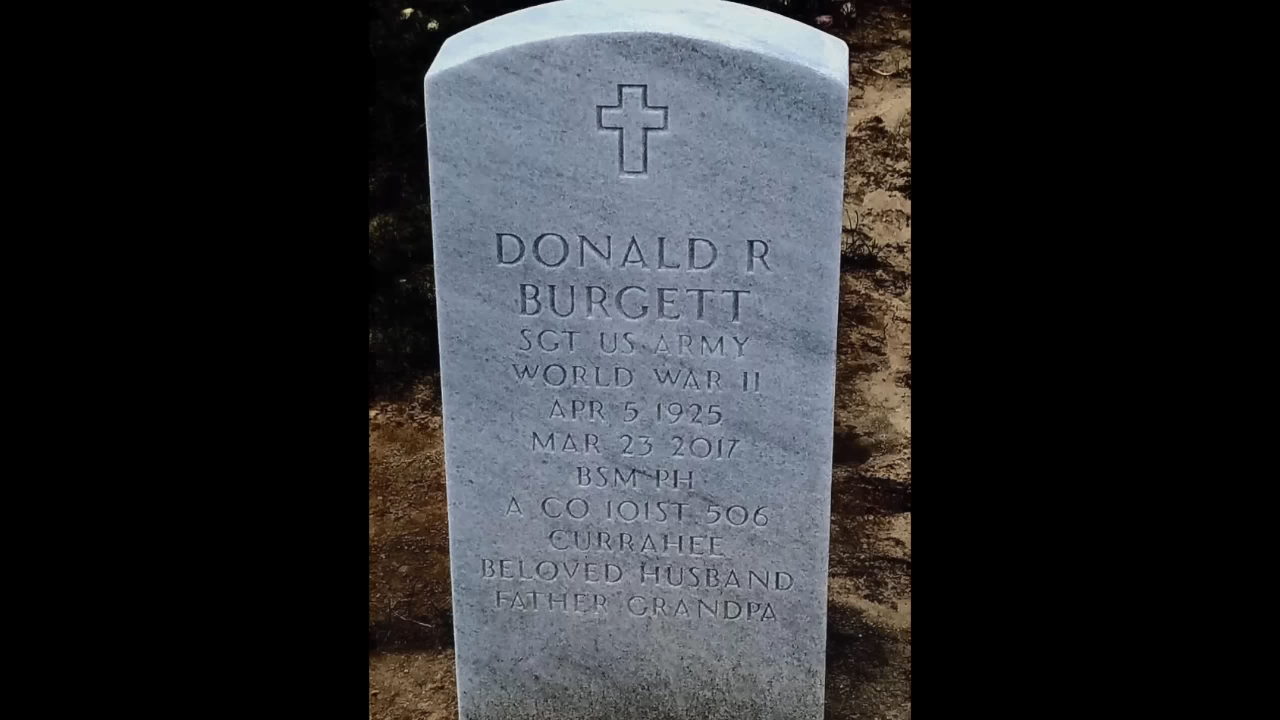 DONALD R
BURGETT
SGT US ARMY
WORLD WAR II
APR 5 1925
MAR 23 2017
BSM PH
A CO 101ST 506
CURRAHEE
BELOVED HUSBAND
FATHER GRANDPA